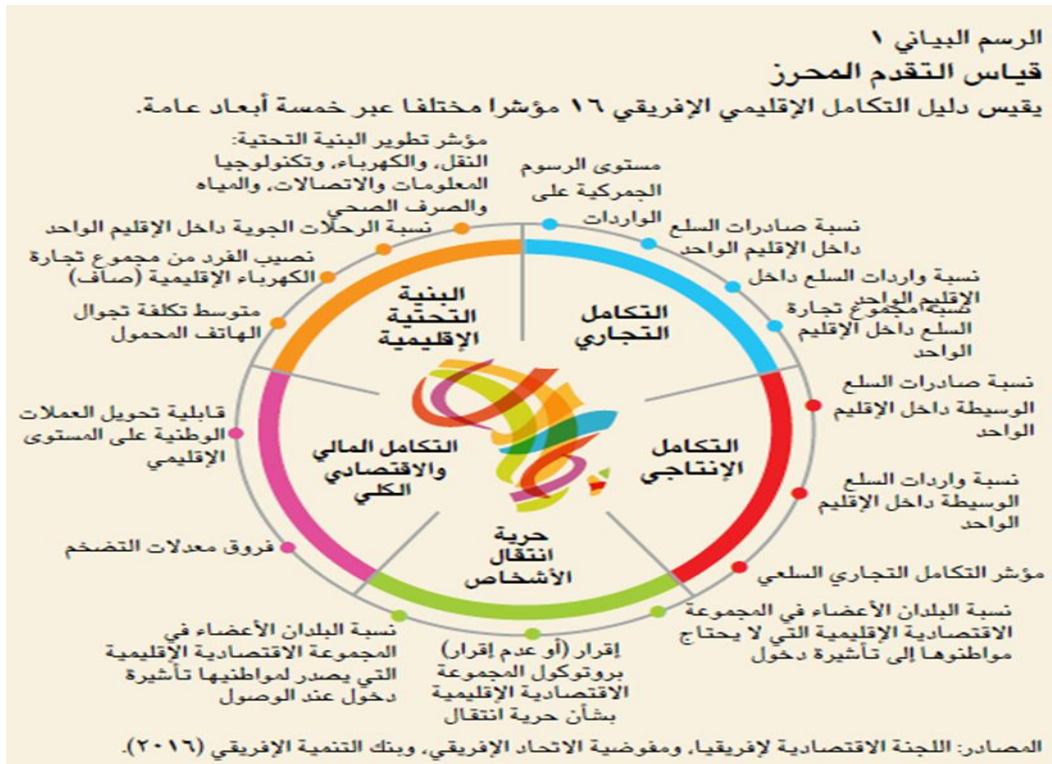 الرسم البياني ١
قياس التقدم المحرز
يقيس دليل التكامل الإقليمي الإفريقي ١٦ مؤشرا مختلفا عبر خمسة أبعاد عامة.
مستوى الرسوم
الجمركية على
الواردات
نسبة صادرات السلع
داخل الإقليم الواحد
نسبة واردات السلع داخل
الإقليم الواحد
نسبة مجموع تجارة
السلع داخل الإقليم
الواحد
التكامل
التجاري
نسبة صادرات السلع
الوسيطة داخل الإقليم
الواحد
نسبة واردات السلع
الوسيطة داخل الإقليم
الواحد
مؤشر التكامل التجاري السلعي
التكامل
الإنتاجي
نسبة البلدان الأعضاء في المجموعة
الاقتصادية الإقليمية التي لا يحتاج
مواطنوها إلى تأشيرة دخول
إقرار (أو عدم إقرار)
بروتوكول المجموعة
الاقتصادية الإقليمية
بشأن حرية انتقال
نسبة البلدان الأعضاء في
المجموعة الاقتصادية الإقليمية
التي يصدر لمواطنيها تأشيرة
دخول عند الوصول
حرية
انتقال
الأشخاص
فروق معدلات التضخم
قابلية تحويل العملات
الوطنية على المستوى
الإقليمي
التكامل المالي
والاقتصادي
الكلي
متوسط تكلفة تجوال
الهاتف المحمول
نصيب الفرد من مجموع تجارة
الكهرباء الإقليمية (صاف)
نسبة الرحلات الجوية داخل الإقليم الواحد
مؤشر تطوير البنية التحتية:
النقل، والكهرباء، وتكنولوجيا
المعلومات والاتصالات، والمياه
والصرف الصحي
البنية
التحتية
الإقليمية
المصادر: اللجنة الاقتصادية لإفريقيا، ومفوضية الاتحاد الإفريقي، وبنك التنمية الإفريقي (٢٠١٦).